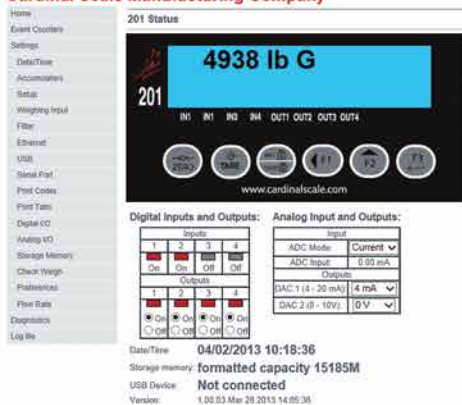 Cardinal Scale Manufacturing Company
Home
Event Counters
Settings
Date/Time
Accumulators
Setup
Weighing Input
Filter
Ethernet
USB
Serial Port
Print Codes
Print Tabs
Digital I/O
Analog I/O
Storage Memory
Check Weigh
Preferences
Flow Rate
Diagnostics
Log file
201 Status
4938 lb G
201
IN1 IN1 IN3 IN4 OUT1 OUT2 OUT3 OUT4
ZERO TARE F1 F2 F3
www.cardinalscale.com
Digital Inputs and Outputs:
Inputs
1 2 3 4
On On Off Off
Outputs
1 2 3 4
On On On On
Off Off Off Off
Analog Input and Outputs:
Input
ADC Mode: Current
ADC Input: 0.00 mA
Outputs
DAC 1 (4 - 20 mA): 4 mA
DAC 2 (0 - 10V): 0 V
Date/Time 04/02/2013 10:18:36
Storage memory: formatted capacity 15185M
USB Device Not connected
Version: 1.00.03 Mar 28 2013 14:05:36